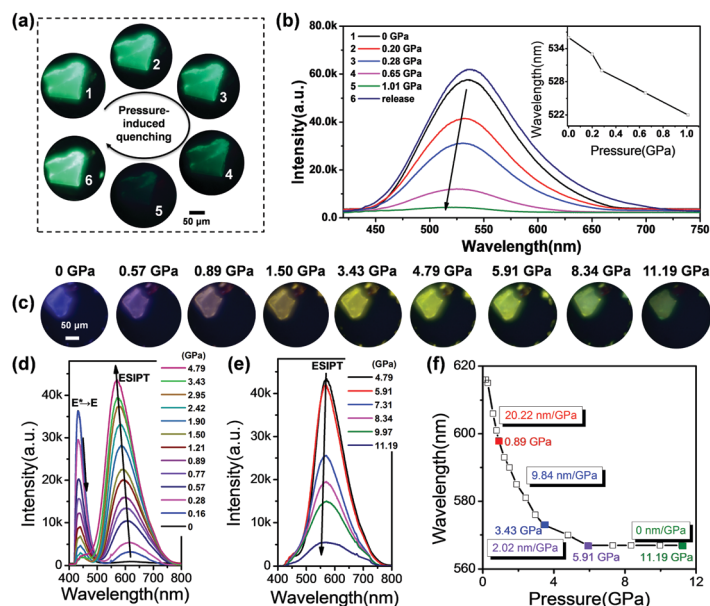 (a)
1
2
3
4
5
6
Pressure-
induced
quenching
50 μm
(b)
80.0k
60.0k
40.0k
20.0k
0.0
Intensity(a.u.)
1 0 GPa
2 0.20 GPa
3 0.28 GPa
4 0.65 GPa
5 1.01 GPa
6 release
450 500 550 600 650 700 750
Wavelength(nm)
Wavelength(nm)
534
528
522
0.0 0.5 1.0
Pressure(GPa)
(c)
0 GPa 0.57 GPa 0.89 GPa 1.50 GPa 3.43 GPa 4.79 GPa 5.91 GPa 8.34 GPa 11.19 GPa
50 μm
(d)
Intensity(a.u.)
40k
30k
20k
10k
0
E*→E
ESIPT
(GPa)
4.79
3.43
2.95
2.42
1.90
1.50
1.21
0.89
0.77
0.57
0.28
0.16
0
400 500 600 700 800
Wavelength(nm)
(e)
Intensity(a.u.)
40k
30k
20k
10k
0
ESIPT
(GPa)
4.79
5.91
7.31
8.34
9.97
11.19
400 500 600 700 800
Wavelength(nm)
(f)
Wavelength(nm)
620
600
580
560
20.22 nm/GPa
0.89 GPa
9.84 nm/GPa
3.43 GPa
2.02 nm/GPa
5.91 GPa
0 nm/GPa
11.19 GPa
0 4 8 12
Pressure(GPa)